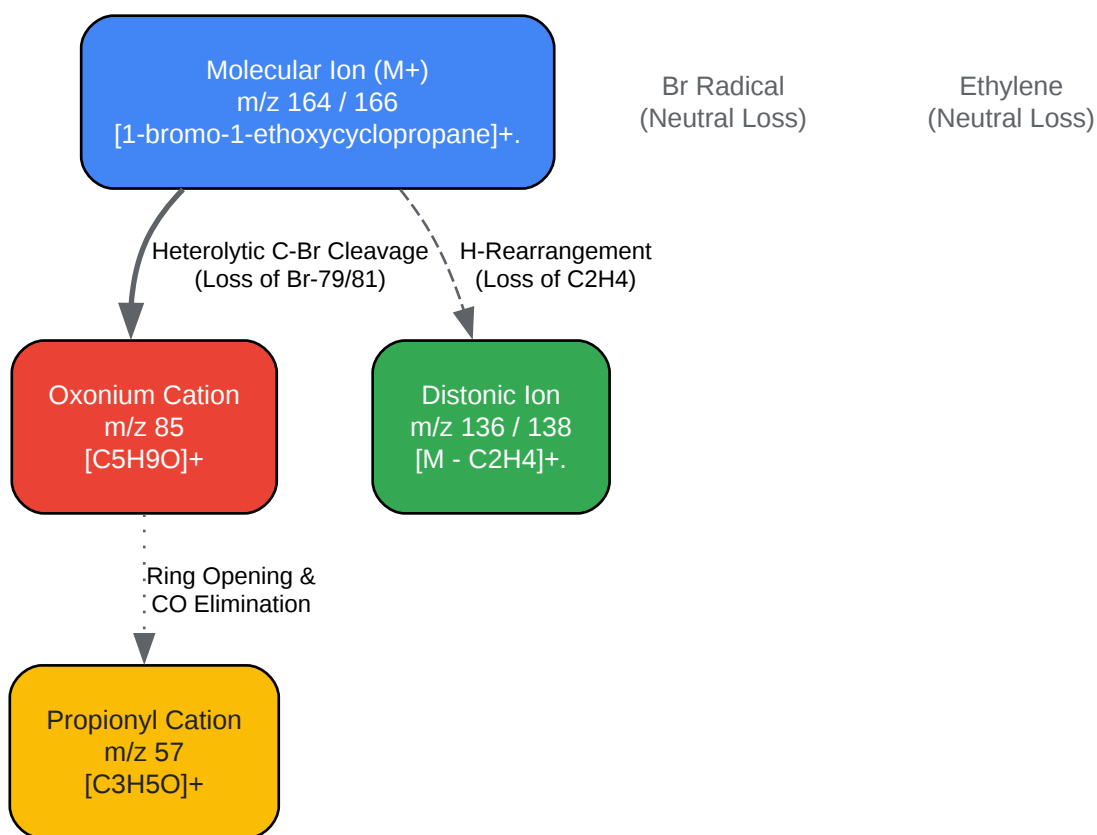 Molecular Ion (M+)
m/z 164 / 166
[1-bromo-1-ethoxycyclopropane]+.
Br Radical
(Neutral Loss)
Ethylene
(Neutral Loss)
Heterolytic C-Br Cleavage
(Loss of Br-79/81)
H-Rearrangement
(Loss of C2H4)
Oxonium Cation
m/z 85
[C5H9O]+
Distonic Ion
m/z 136 / 138
[M - C2H4]+.
Ring Opening &
CO Elimination
Propionyl Cation
m/z 57
[C3H5O]+